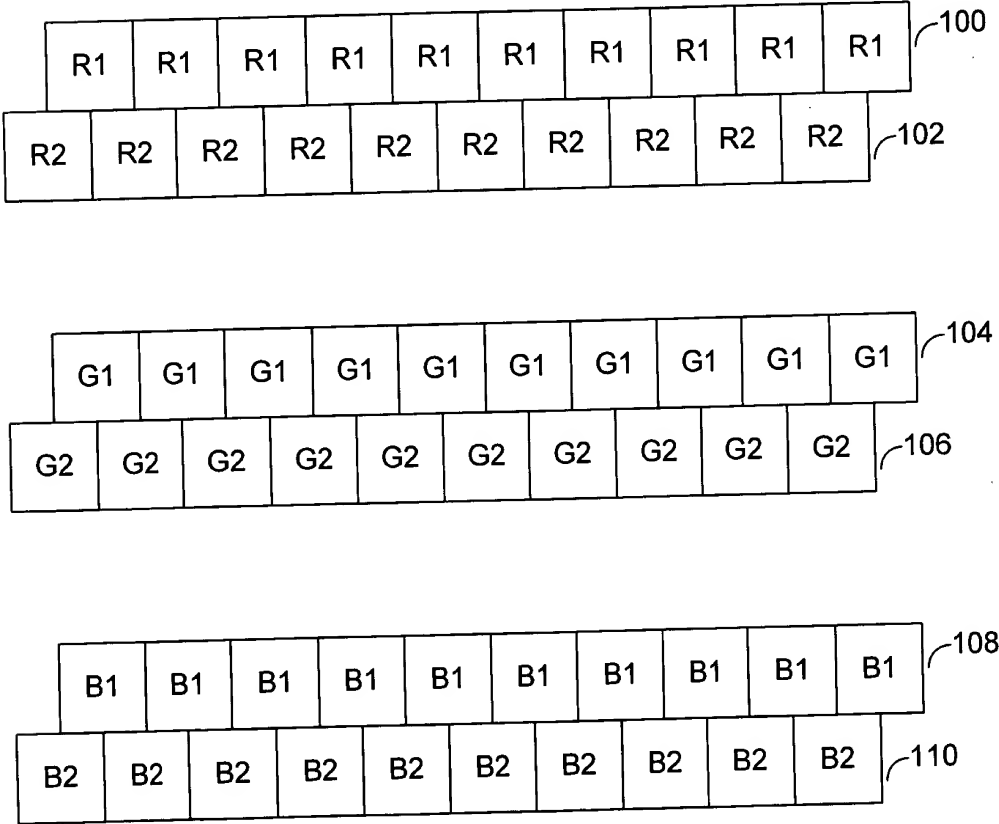 R1 R1 R1 R1 R1 R1 R1 R1 R1 R1 100
R2 R2 R2 R2 R2 R2 R2 R2 R2 R2 102
G1 G1 G1 G1 G1 G1 G1 G1 G1 G1 104
G2 G2 G2 G2 G2 G2 G2 G2 G2 G2 106
B1 B1 B1 B1 B1 B1 B1 B1 B1 B1 108
B2 B2 B2 B2 B2 B2 B2 B2 B2 B2 110